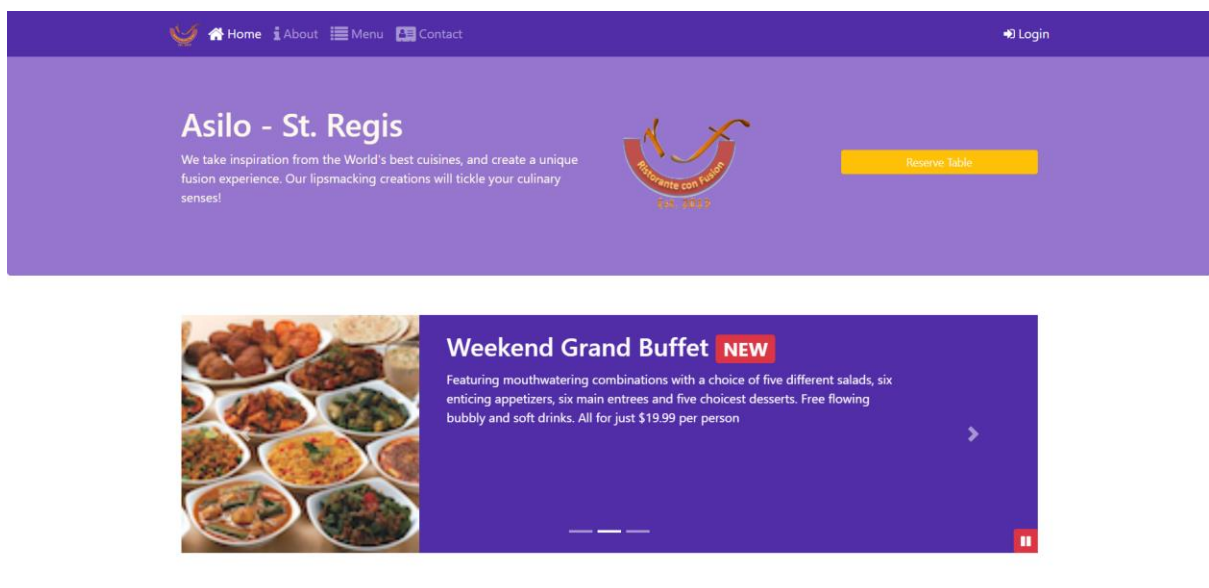 Home About Menu Contact Login
Asilo - St. Regis
We take inspiration from the World's best cuisines, and create a unique
fusion experience. Our lipsmacking creations will tickle your culinary
senses!
Ristorante con Fusion
Est. 2019
Reserve Table
Weekend Grand Buffet NEW
Featuring mouthwatering combinations with a choice of five different salads, six
enticing appetizers, six main entrees and five choicest desserts. Free flowing
bubbly and soft drinks. All for just $19.99 per person